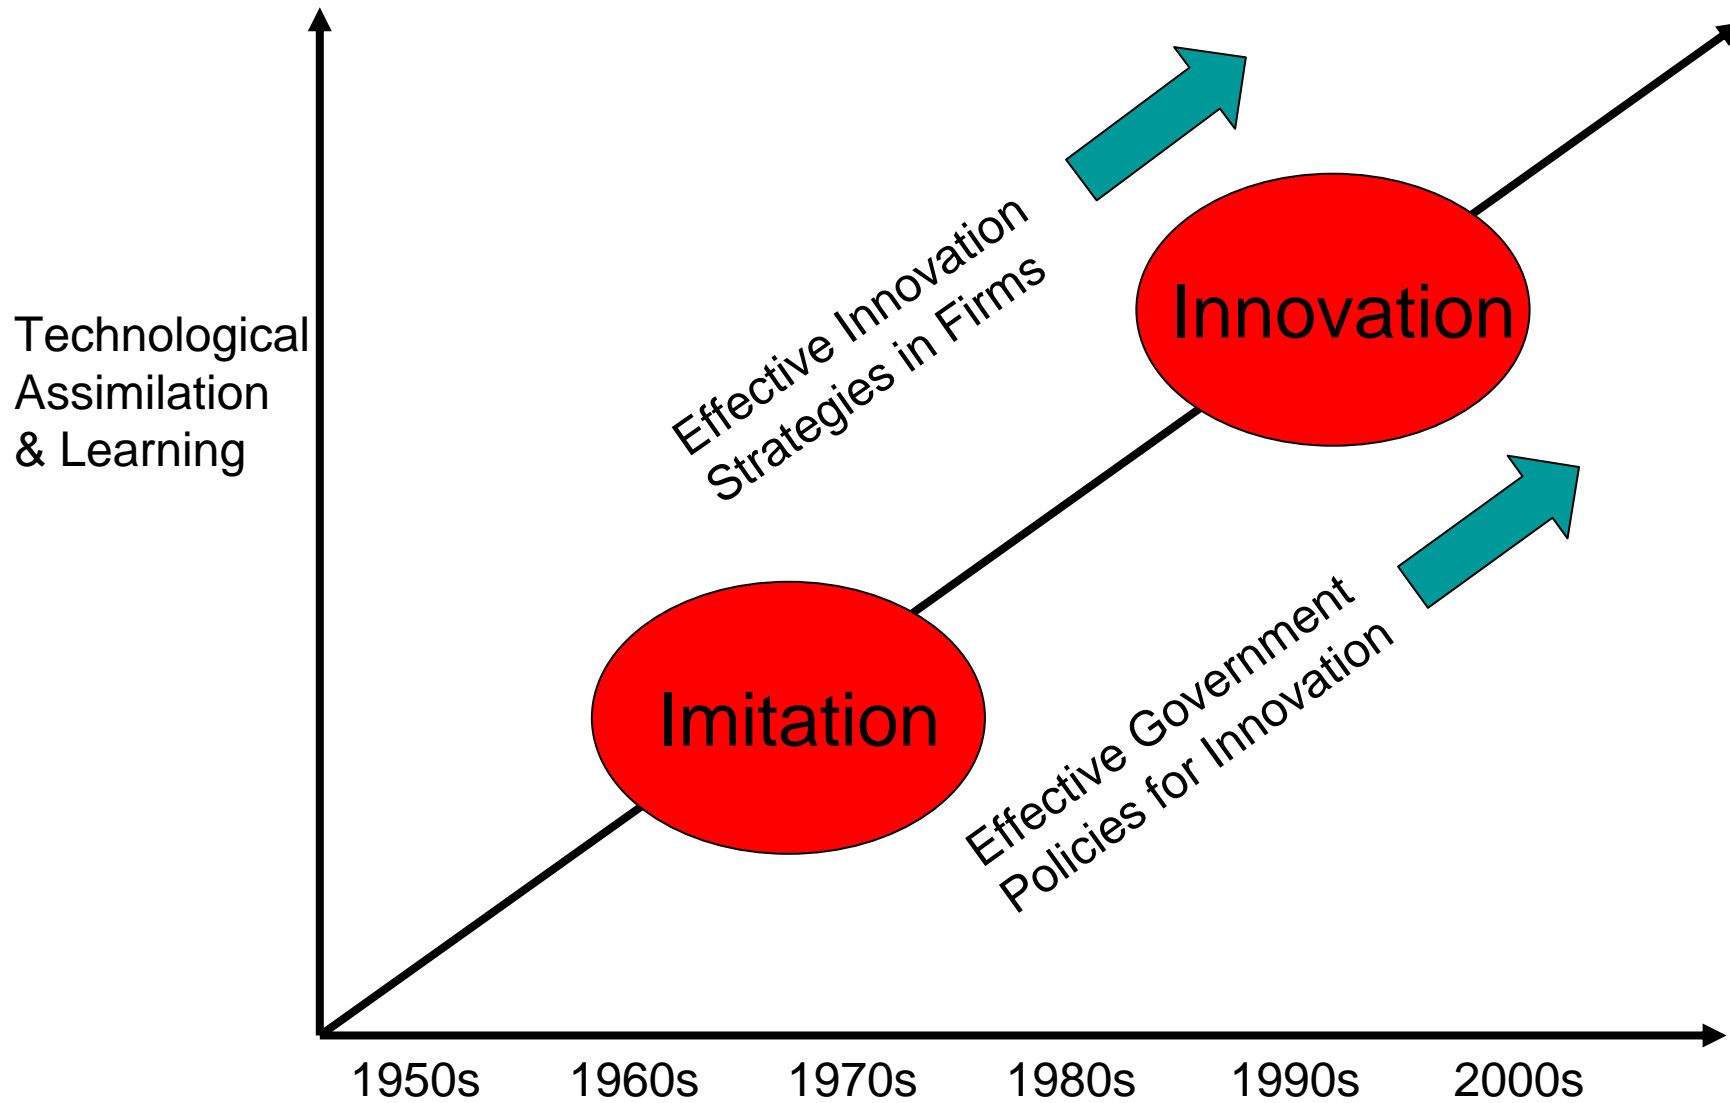 Technological
Assimilation
& Learning
Effective Innovation
Strategies in Firms
Innovation
Imitation
Effective Government
Policies for Innovation
1950s 1960s 1970s 1980s 1990s 2000s